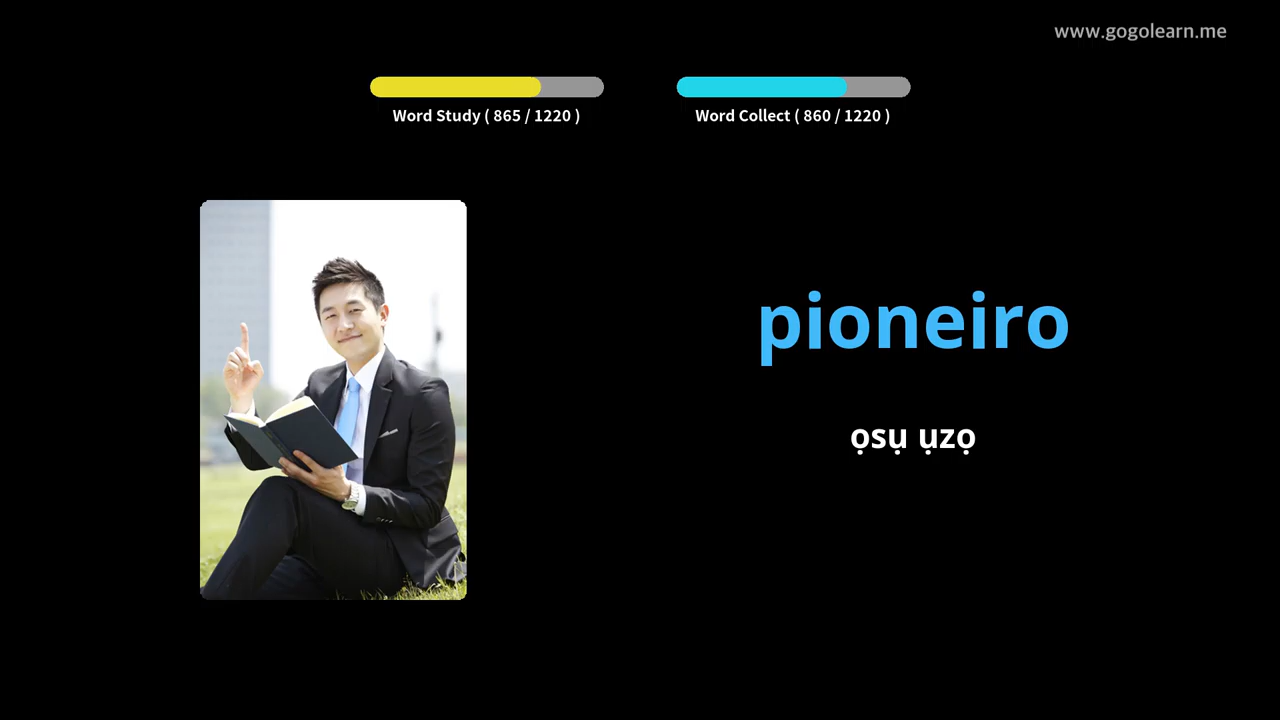 www.gogolearn.me
Word Study ( 865 / 1220 )
Word Collect ( 860 / 1220 )
pioneiro
ọsụ ụzọ